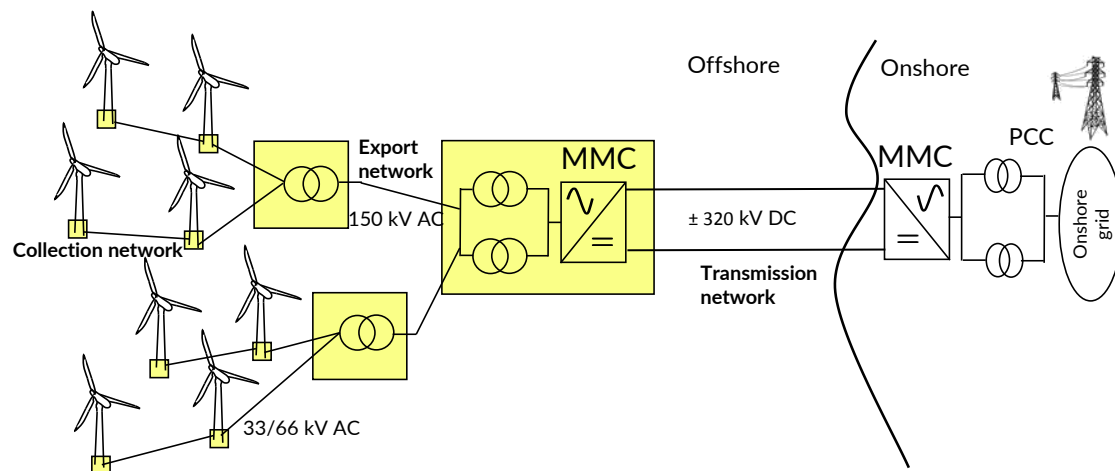 Offshore
Onshore
PCC
Export
network
MMC
MMC
150 kV AC
± 320 kV DC
Onshore
grid
Collection network
Transmission
network
33/66 kV AC